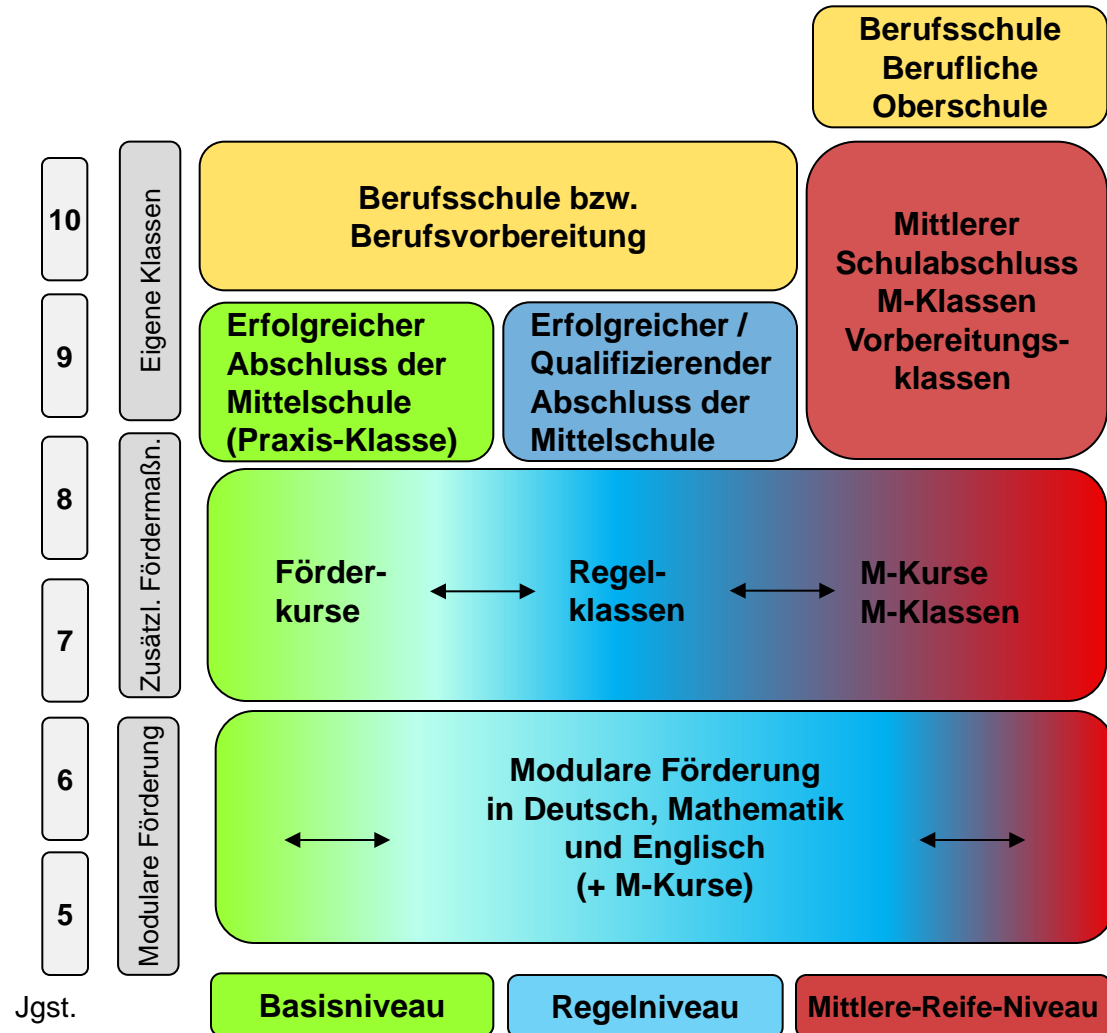 Berufsschule
Berufliche
Oberschule
10
9
8
7
6
5
Jgst.
Eigene Klassen
Zusätzl. Fördermaßn.
Modulare Förderung
Berufsschule bzw.
Berufsvorbereitung
Mittlerer
Schulabschluss
M-Klassen
Vorbereitungs-
klassen
Erfolgreicher
Abschluss der
Mittelschule
(Praxis-Klasse)
Erfolgreicher /
Qualifizierender
Abschluss der
Mittelschule
Förder-
kurse
Regel-
klassen
M-Kurse
M-Klassen
Modulare Förderung
in Deutsch, Mathematik
und Englisch
(+ M-Kurse)
Basisniveau
Regelniveau
Mittlere-Reife-Niveau